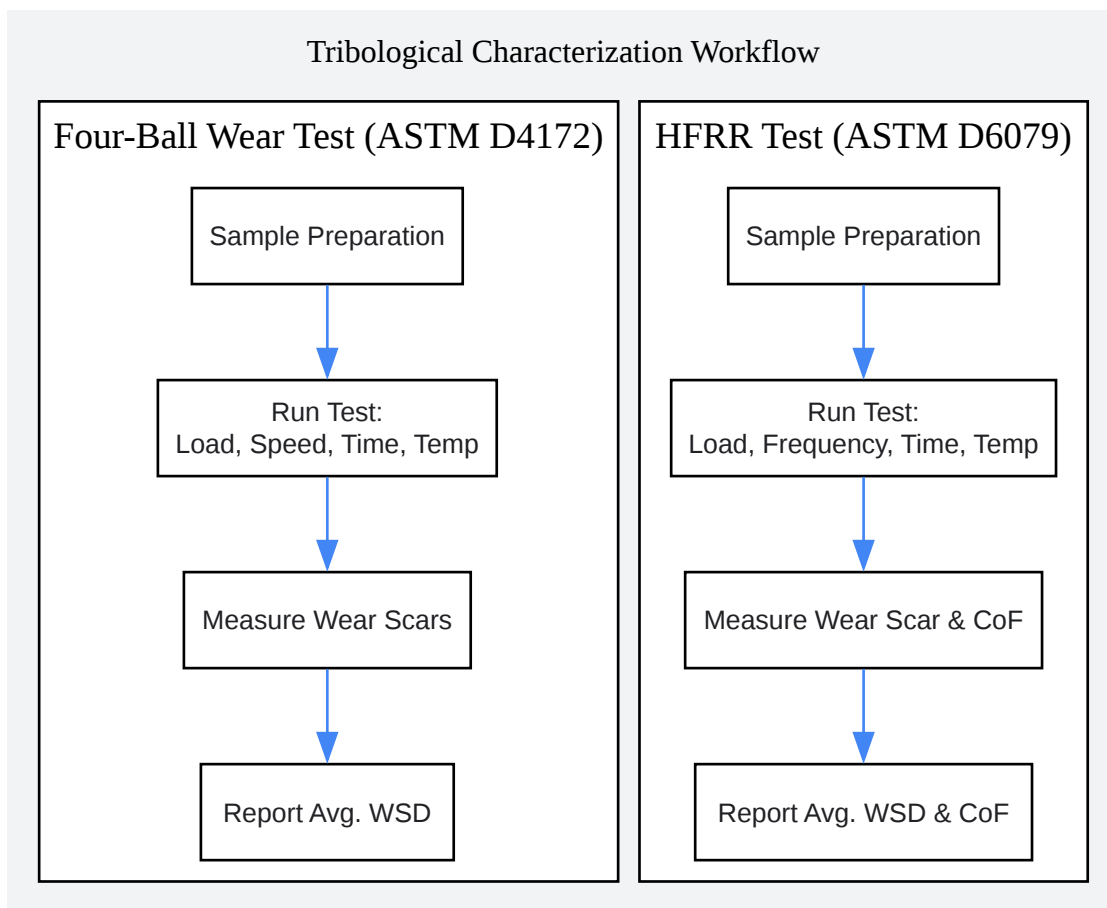 Tribological Characterization Workflow
Four-Ball Wear Test (ASTM D4172)
Sample Preparation
Run Test:
Load, Speed, Time, Temp
Measure Wear Scars
Report Avg. WSD
HFRR Test (ASTM D6079)
Sample Preparation
Run Test:
Load, Frequency, Time, Temp
Measure Wear Scar & CoF
Report Avg. WSD & CoF